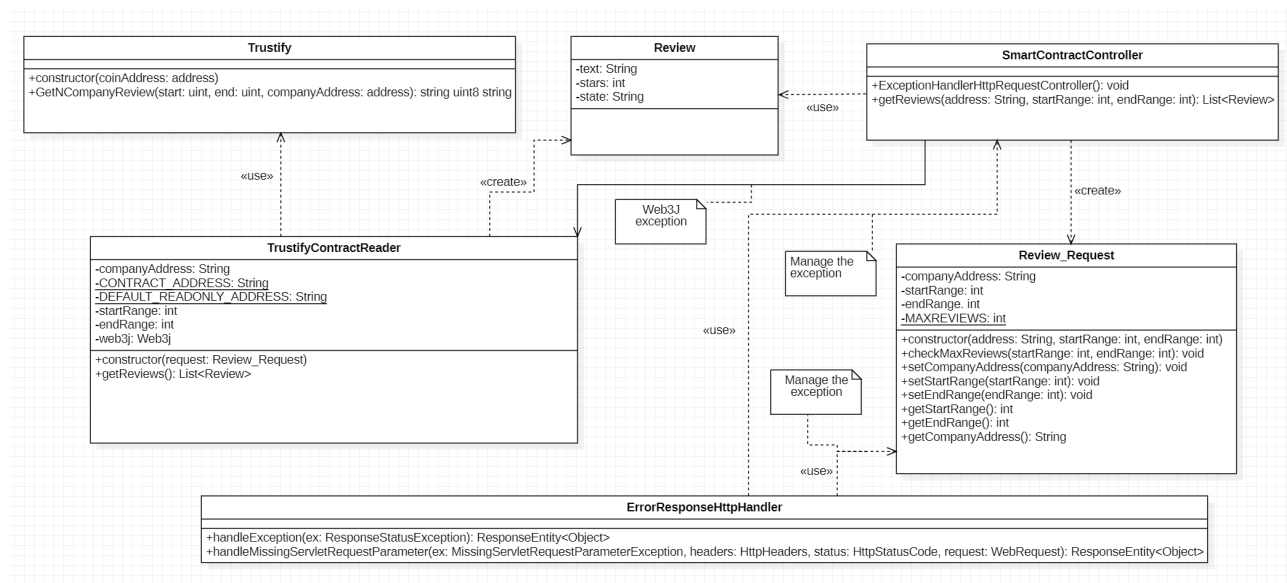 Trustify
+constructor(coinAddress: address)
+GetNCompanyReview(start: uint, end: uint, companyAddress: address): string uint8 string
Review
-text: String
-stars: int
-state: String
SmartContractController
+ExceptionHandlerHttpRequestController(): void
+getReviews(address: String, startRange: int, endRange: int): List<Review>
«use»
«use»
«create»
«create»
Web3J
exception
Manage the
exception
TrustifyContractReader
-companyAddress: String
-CONTRACT_ADDRESS: String
-DEFAULT_READONLY_ADDRESS: String
-startRange: int
-endRange: int
-web3j: Web3j
+constructor(request: Review_Request)
+getReviews(): List<Review>
Review_Request
-companyAddress: String
-startRange: int
-endRange. int
-MAXREVIEWS: int
+constructor(address: String, startRange: int, endRange: int)
+checkMaxReviews(startRange: int, endRange: int): void
+setCompanyAddress(companyAddress: String): void
+setStartRange(startRange: int): void
+setEndRange(endRange: int): void
+getStartRange(): int
+getEndRange(): int
+getCompanyAddress(): String
«use»
Manage the
exception
«use»
ErrorResponseHttpHandler
+handleException(ex: ResponseStatusException): ResponseEntity<Object>
+handleMissingServletRequestParameter(ex: MissingServletRequestParameterException, headers: HttpHeaders, status: HttpStatusCode, request: WebRequest): ResponseEntity<Object>